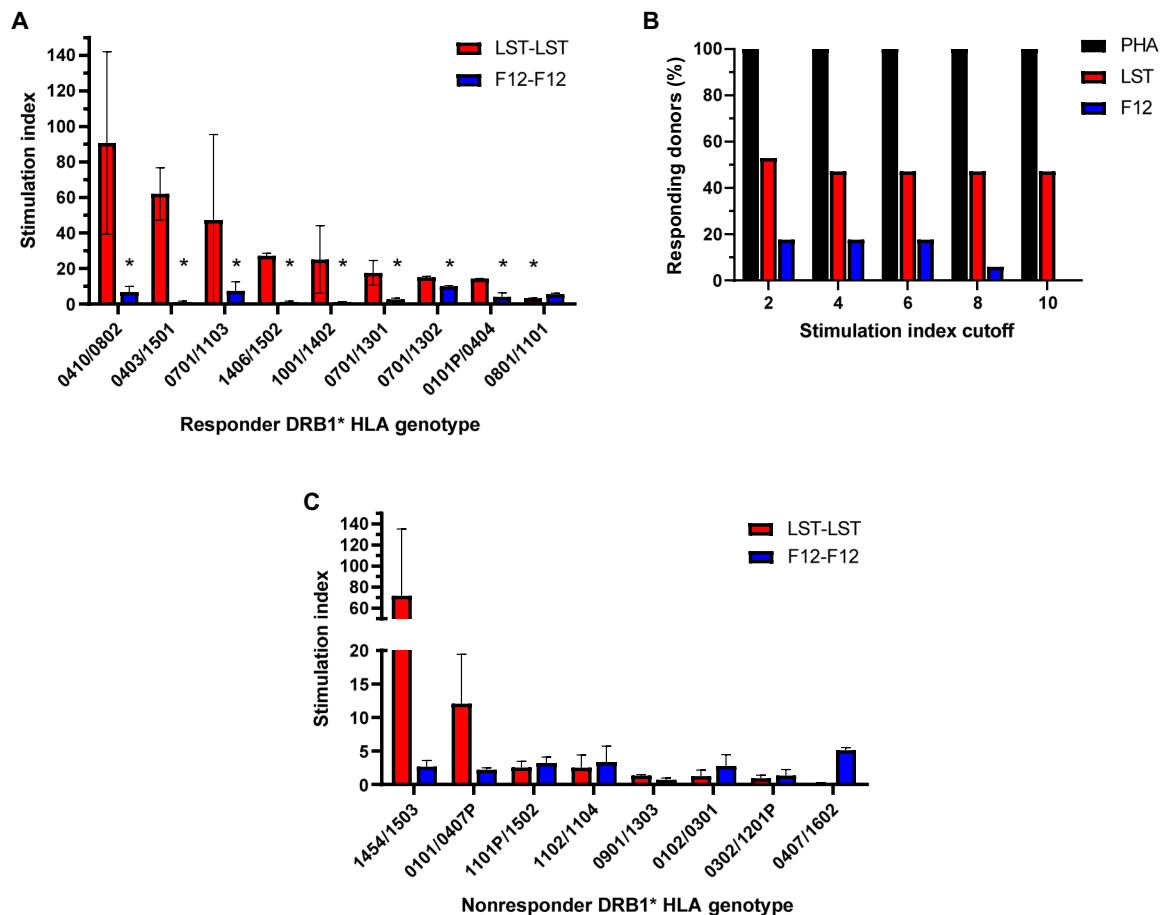 A
LST-LST
F12-F12
Stimulation index
140
120
100
80
60
40
20
0
* * * * * * * * *
0410/0802
0403/1501
0701/1103
1406/1502
1001/1402
0701/1301
0701/1302
0101P/0404
0801/1101
Responder DRB1* HLA genotype
B
PHA
LST
F12
Responding donors (%)
100
80
60
40
20
0
2 4 6 8 10
Stimulation index cutoff
C
LST-LST
F12-F12
Stimulation index
140
120
100
80
60
20
15
10
5
0
1454/1503
0101/0407P
1101P/1502
1102/1104
0901/1303
0102/0301
0302/1201P
0407/1602
Nonresponder DRB1* HLA genotype